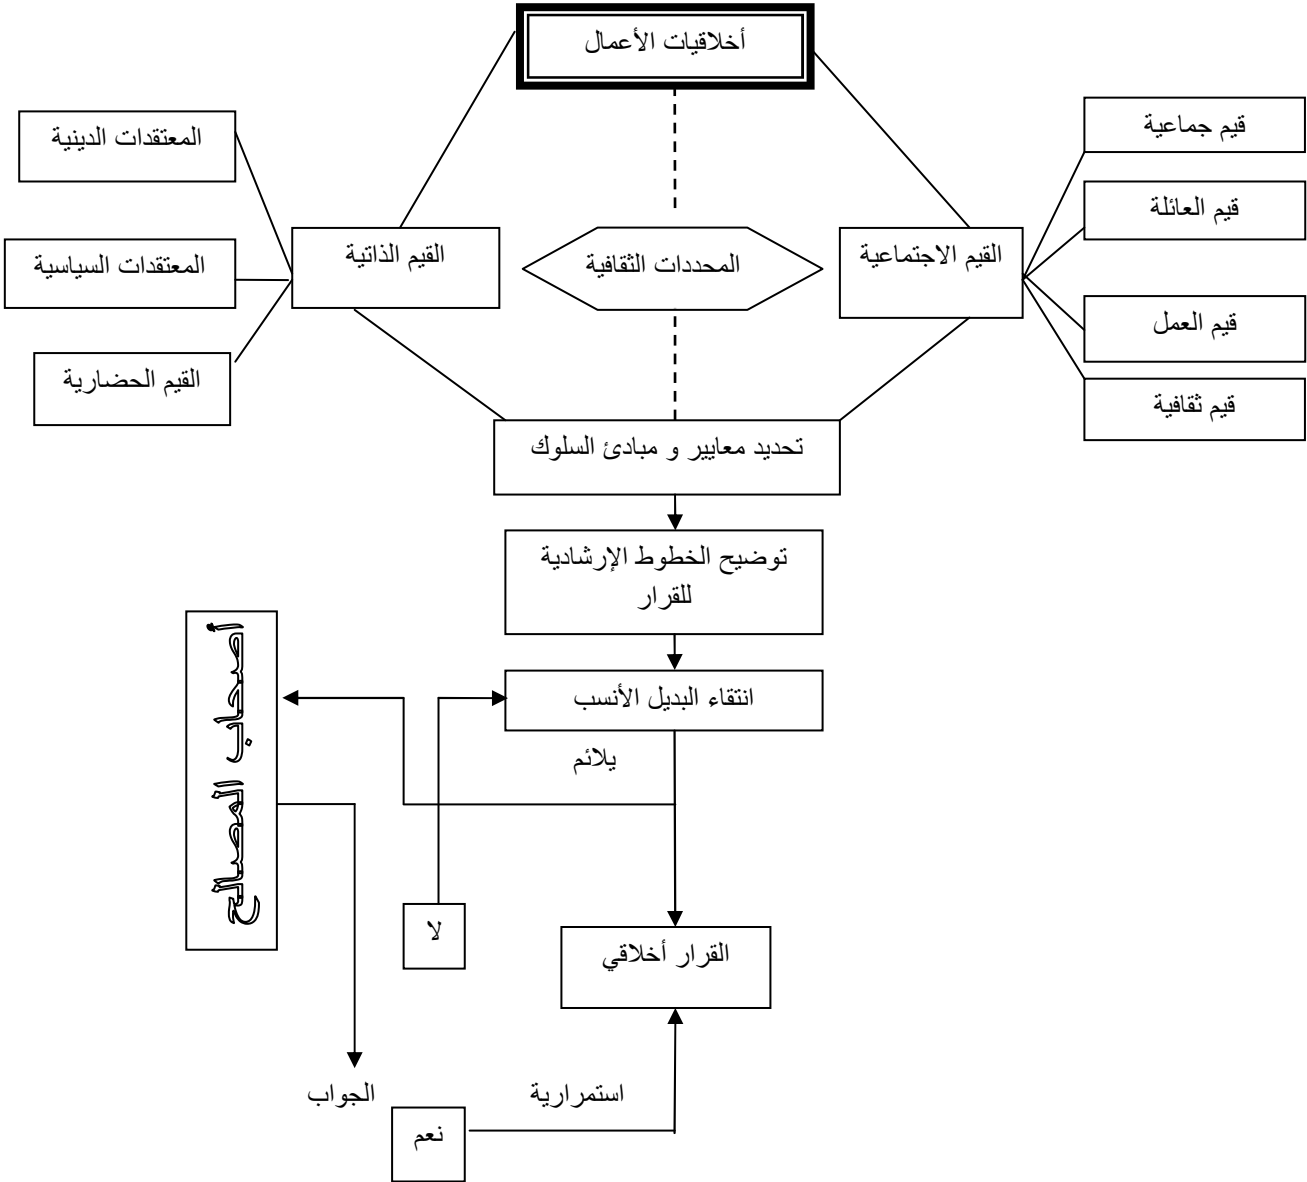 أخلاقيات الأعمال
قيم جماعية
المعتقدات الدينية
قيم العائلة
القيم الاجتماعية
المحددات الثقافية
القيم الذاتية
المعتقدات السياسية
قيم العمل
القيم الحضارية
قيم ثقافية
تحديد معايير و مبادئ السلوك
توضيح الخطوط الإرشادية
للقرار
انتقاء البديل الأنسب
أصحاب المصالح
يلائم
لا
القرار أخلاقي
استمرارية
الجواب
نعم